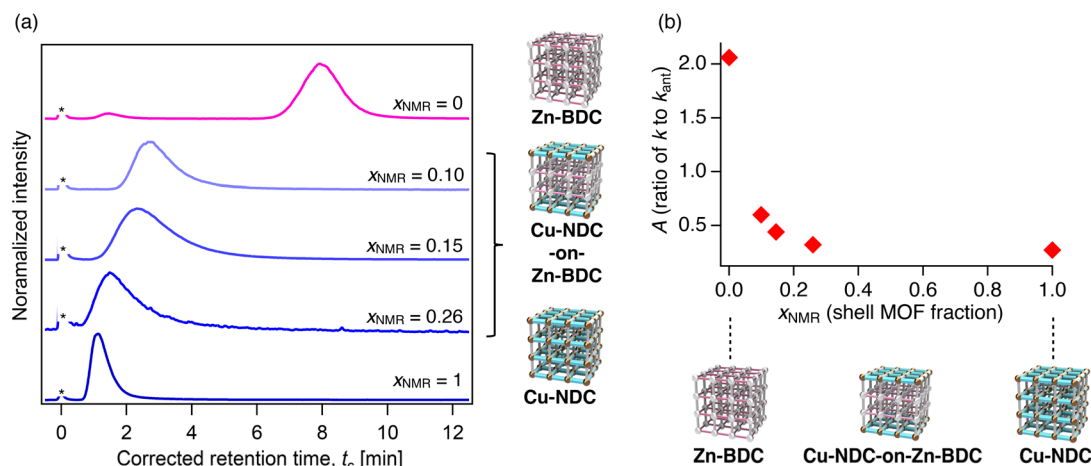 (a)
Noramalized intensity
*
xNMR = 0
*
xNMR = 0.10
*
xNMR = 0.15
*
xNMR = 0.26
*
xNMR = 1
0 2 4 6 8 10 12
Corrected retention time, tc [min]
Zn-BDC
Cu-NDC
-on-
Zn-BDC
Cu-NDC
(b)
A (ratio of k to kant)
2.0
1.5
1.0
0.5
0.0 0.2 0.4 0.6 0.8 1.0
xNMR (shell MOF fraction)
Zn-BDC Cu-NDC-on-Zn-BDC Cu-NDC